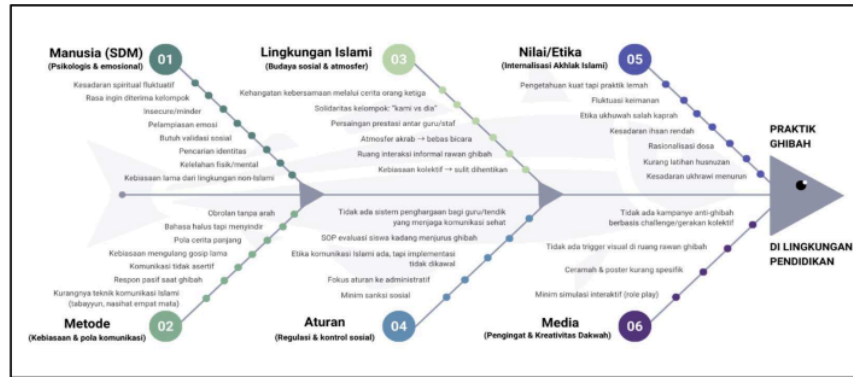 Manusia (SDM)
(Psikologis & emosional)
01
Kesadaran spiritual fluktuatif
Rasa ingin diterima kelompok
Insecure/minder
Pelampiasan emosi
Butuh validasi sosial
Pencarian identitas
Kelelahan fisik/mental
Kebiasaan lama dari lingkungan non-Islami
Lingkungan Islami
(Budaya sosial & atmosfer)
03
Kehangatan kebersamaan melalui cerita orang ketiga
Solidaritas kelompok: "kami vs dia"
Persaingan prestasi antar guru/staf
Atmosfer akrab → bebas bicara
Ruang interaksi informal rawan ghibah
Kebiasaan kolektif → sulit dihentikan
Nilai/Etika
(Internalisasi Akhlak Islami)
05
Pengetahuan kuat tapi praktik lemah
Fluktuasi keimanan
Etika ukhuwah salah kaprah
Kesadaran ihsan rendah
Rasionalisasi dosa
Kurang latihan husnuzan
Kesadaran ukhrawi menurun
PRAKTIK
GHIBAH
DI LINGKUNGAN
PENDIDIKAN
Obrolan tanpa arah
Bahasa halus tapi menyindir
Pola cerita panjang
Kebiasaan mengulang gosip lama
Komunikasi tidak asertif
Respon pasif saat ghibah
Kurangnya teknik komunikasi Islami
(tabayyun, nasihat empat mata)
Metode
(Kebiasaan & pola komunikasi)
02
Tidak ada sistem penghargaan bagi guru/tendik
yang menjaga komunikasi sehat
SOP evaluasi siswa kadang menjurus ghibah
Etika komunikasi Islami ada, tapi implementasi
tidak dikawal
Fokus aturan ke administratif
Minim sanksi sosial
Aturan
(Regulasi & kontrol sosial)
04
Tidak ada kampanye anti-ghibah
berbasis challenge/gerakan kolektif
Tidak ada trigger visual di ruang rawan ghibah
Ceramah & poster kurang spesifik
Minim simulasi interaktif (role play)
Media
(Pengingat & Kreativitas Dakwah)
06